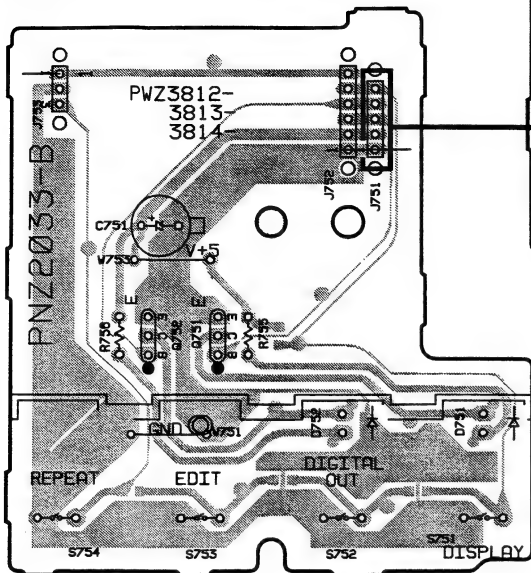 PWZ3812-
3813-
3814-
J753
J752
J751
PNZ2033-B
C751
+
V+5
W753
E
E
R756
E
C
B
Q752
Q751
E
C
B
R755
GND
W751
D752
D751
REPEAT
EDIT
DIGITAL
OUT
S754
S753
S752
S751
DISPLAY